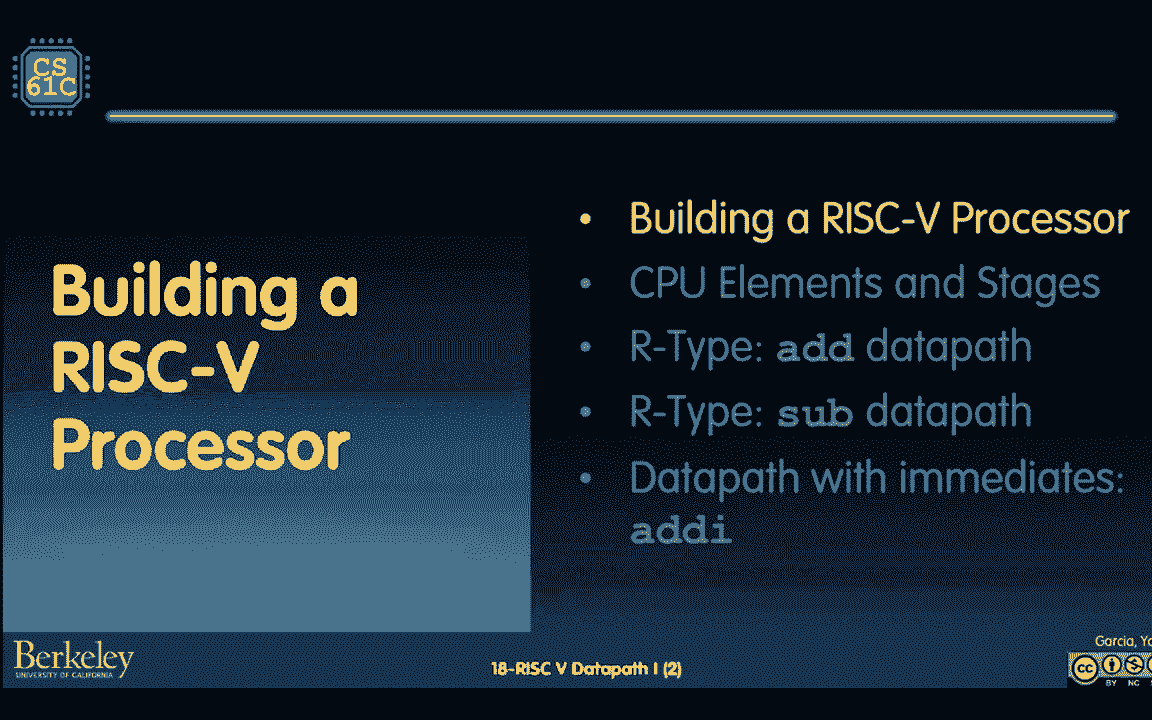 CS
61C
Building a
RISC-V
Processor
• Building a RISC-V Processor
• CPU Elements and Stages
• R-Type: add datapath
• R-Type: sub datapath
• Datapath with immediates:
addi
Berkeley
UNIVERSITY OF CALIFORNIA
18-RISC V Datapath I (2)
Garcia,
cc
BY NC